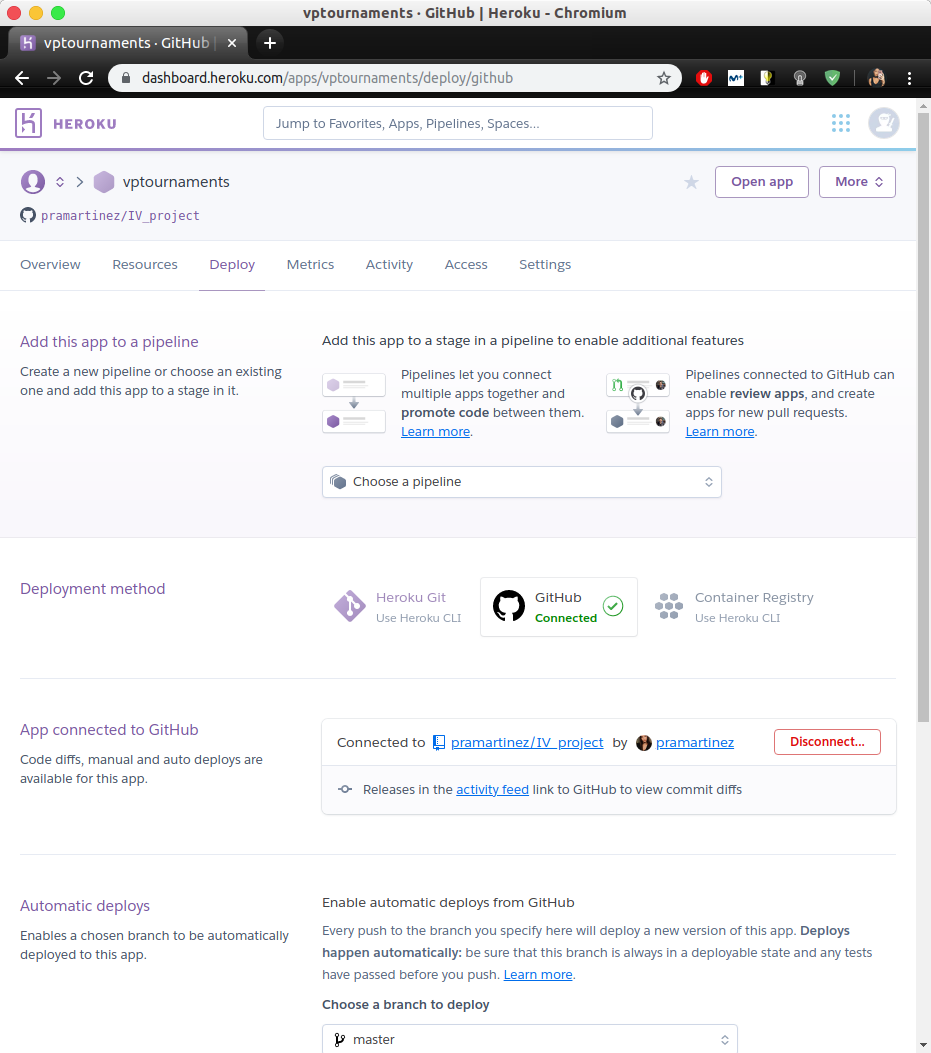 vptournaments · GitHub | Heroku - Chromium
vptournaments · GitHub |
dashboard.heroku.com/apps/vptournaments/deploy/github
HEROKU
Jump to Favorites, Apps, Pipelines, Spaces...
vptournaments
Open app
More
pramartinez/IV_project
Overview Resources Deploy Metrics Activity Access Settings
Add this app to a pipeline
Create a new pipeline or choose an existing
one and add this app to a stage in it.
Add this app to a stage in a pipeline to enable additional features
Pipelines let you connect
multiple apps together and
promote code between them.
Learn more.
Pipelines connected to GitHub can
enable review apps, and create
apps for new pull requests.
Learn more.
Choose a pipeline
Deployment method
Heroku Git
Use Heroku CLI
GitHub
Connected
Container Registry
Use Heroku CLI
App connected to GitHub
Code diffs, manual and auto deploys are
available for this app.
Connected to pramartinez/IV_project by pramartinez
Disconnect...
Releases in the activity feed link to GitHub to view commit diffs
Automatic deploys
Enables a chosen branch to be automatically
deployed to this app.
Enable automatic deploys from GitHub
Every push to the branch you specify here will deploy a new version of this app. Deploys
happen automatically: be sure that this branch is always in a deployable state and any tests
have passed before you push. Learn more.
Choose a branch to deploy
master